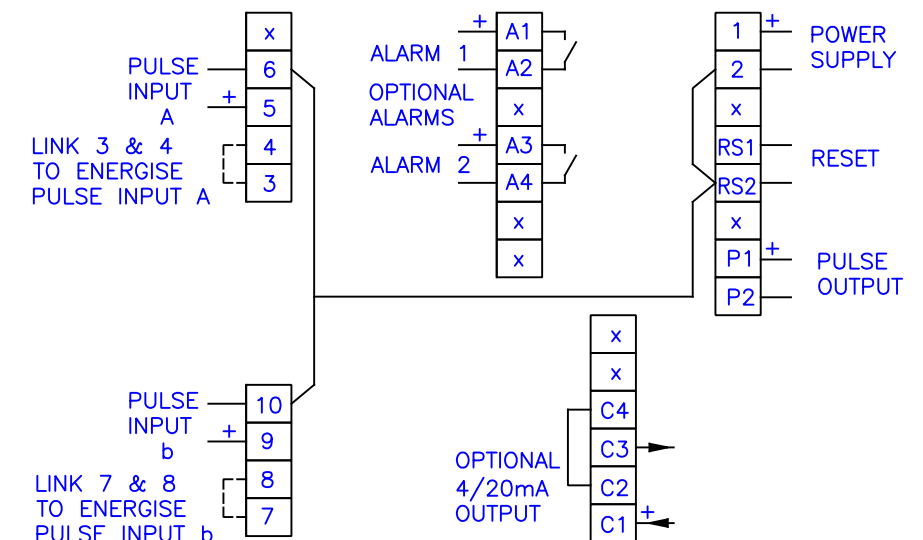 x
6
5
4
3
PULSE
INPUT
A
+
LINK 3 & 4
TO ENERGISE
PULSE INPUT A
A1
A2
x
A3
A4
x
x
+
ALARM 1
OPTIONAL
ALARMS
+
ALARM 2
1
2
x
RS1
RS2
x
P1
P2
+
POWER
SUPPLY
RESET
+
PULSE
OUTPUT
10
9
8
7
PULSE
INPUT
b
+
LINK 7 & 8
TO ENERGISE
PULSE INPUT b
x
x
C4
C3
C2
C1
+
OPTIONAL
4/20mA
OUTPUT